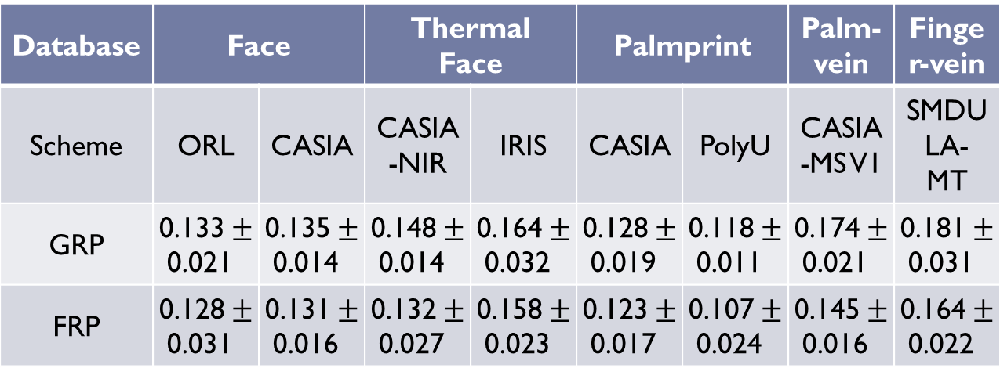 Database Face Thermal Face Palmprint Palm-vein Finger-vein
Scheme ORL CASIA CASIA-NIR IRIS CASIA PolyU CASIA-MS V1 SMDULA-MT
GRP 0.133 ± 0.021 0.135 ± 0.014 0.148 ± 0.014 0.164 ± 0.032 0.128 ± 0.019 0.118 ± 0.011 0.174 ± 0.021 0.181 ± 0.031
FRP 0.128 ± 0.031 0.131 ± 0.016 0.132 ± 0.027 0.158 ± 0.023 0.123 ± 0.017 0.107 ± 0.024 0.145 ± 0.016 0.164 ± 0.022